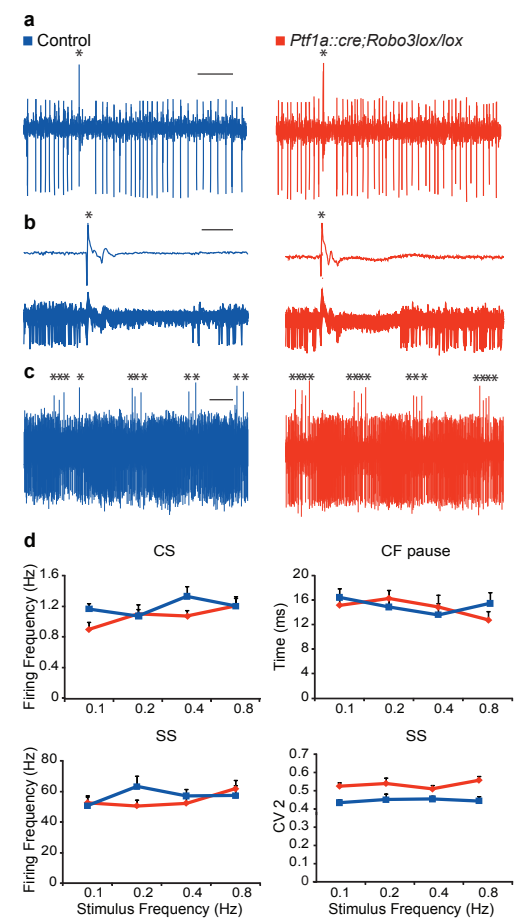 a
Control
Ptf1a::cre;Robo3lox/lox
*
*
b
*
*
c
*** * *** ** **
**** **** *** ****
d
CS
CF pause
Firing Frequency (Hz)
1.6
1.2
0.8
0.4
0
0.1 0.2 0.4 0.8
Time (ms)
20
16
12
8
4
0
0.1 0.2 0.4 0.8
SS
SS
Firing Frequency (Hz)
80
60
40
20
0
0.1 0.2 0.4 0.8
Stimulus Frequency (Hz)
CV 2
0.7
0.6
0.5
0.4
0.3
0.2
0.1
0
0.1 0.2 0.4 0.8
Stimulus Frequency (Hz)